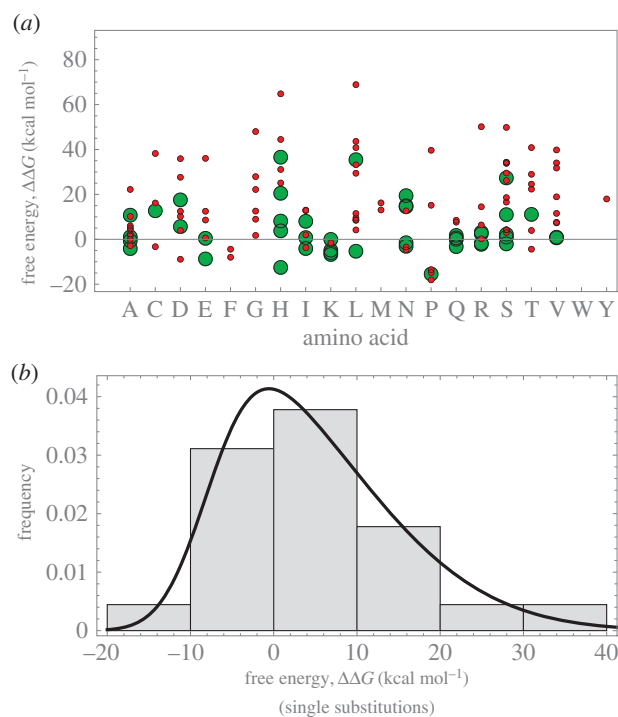 (a)
free energy, ΔΔG (kcal mol⁻¹)
80
60
40
20
0
−20
A C D E F G H I K L M N P Q R S T V W Y
amino acid
(b)
frequency
0.04
0.03
0.02
0.01
0
−20 −10 0 10 20 30 40
free energy, ΔΔG (kcal mol⁻¹)
(single substitutions)